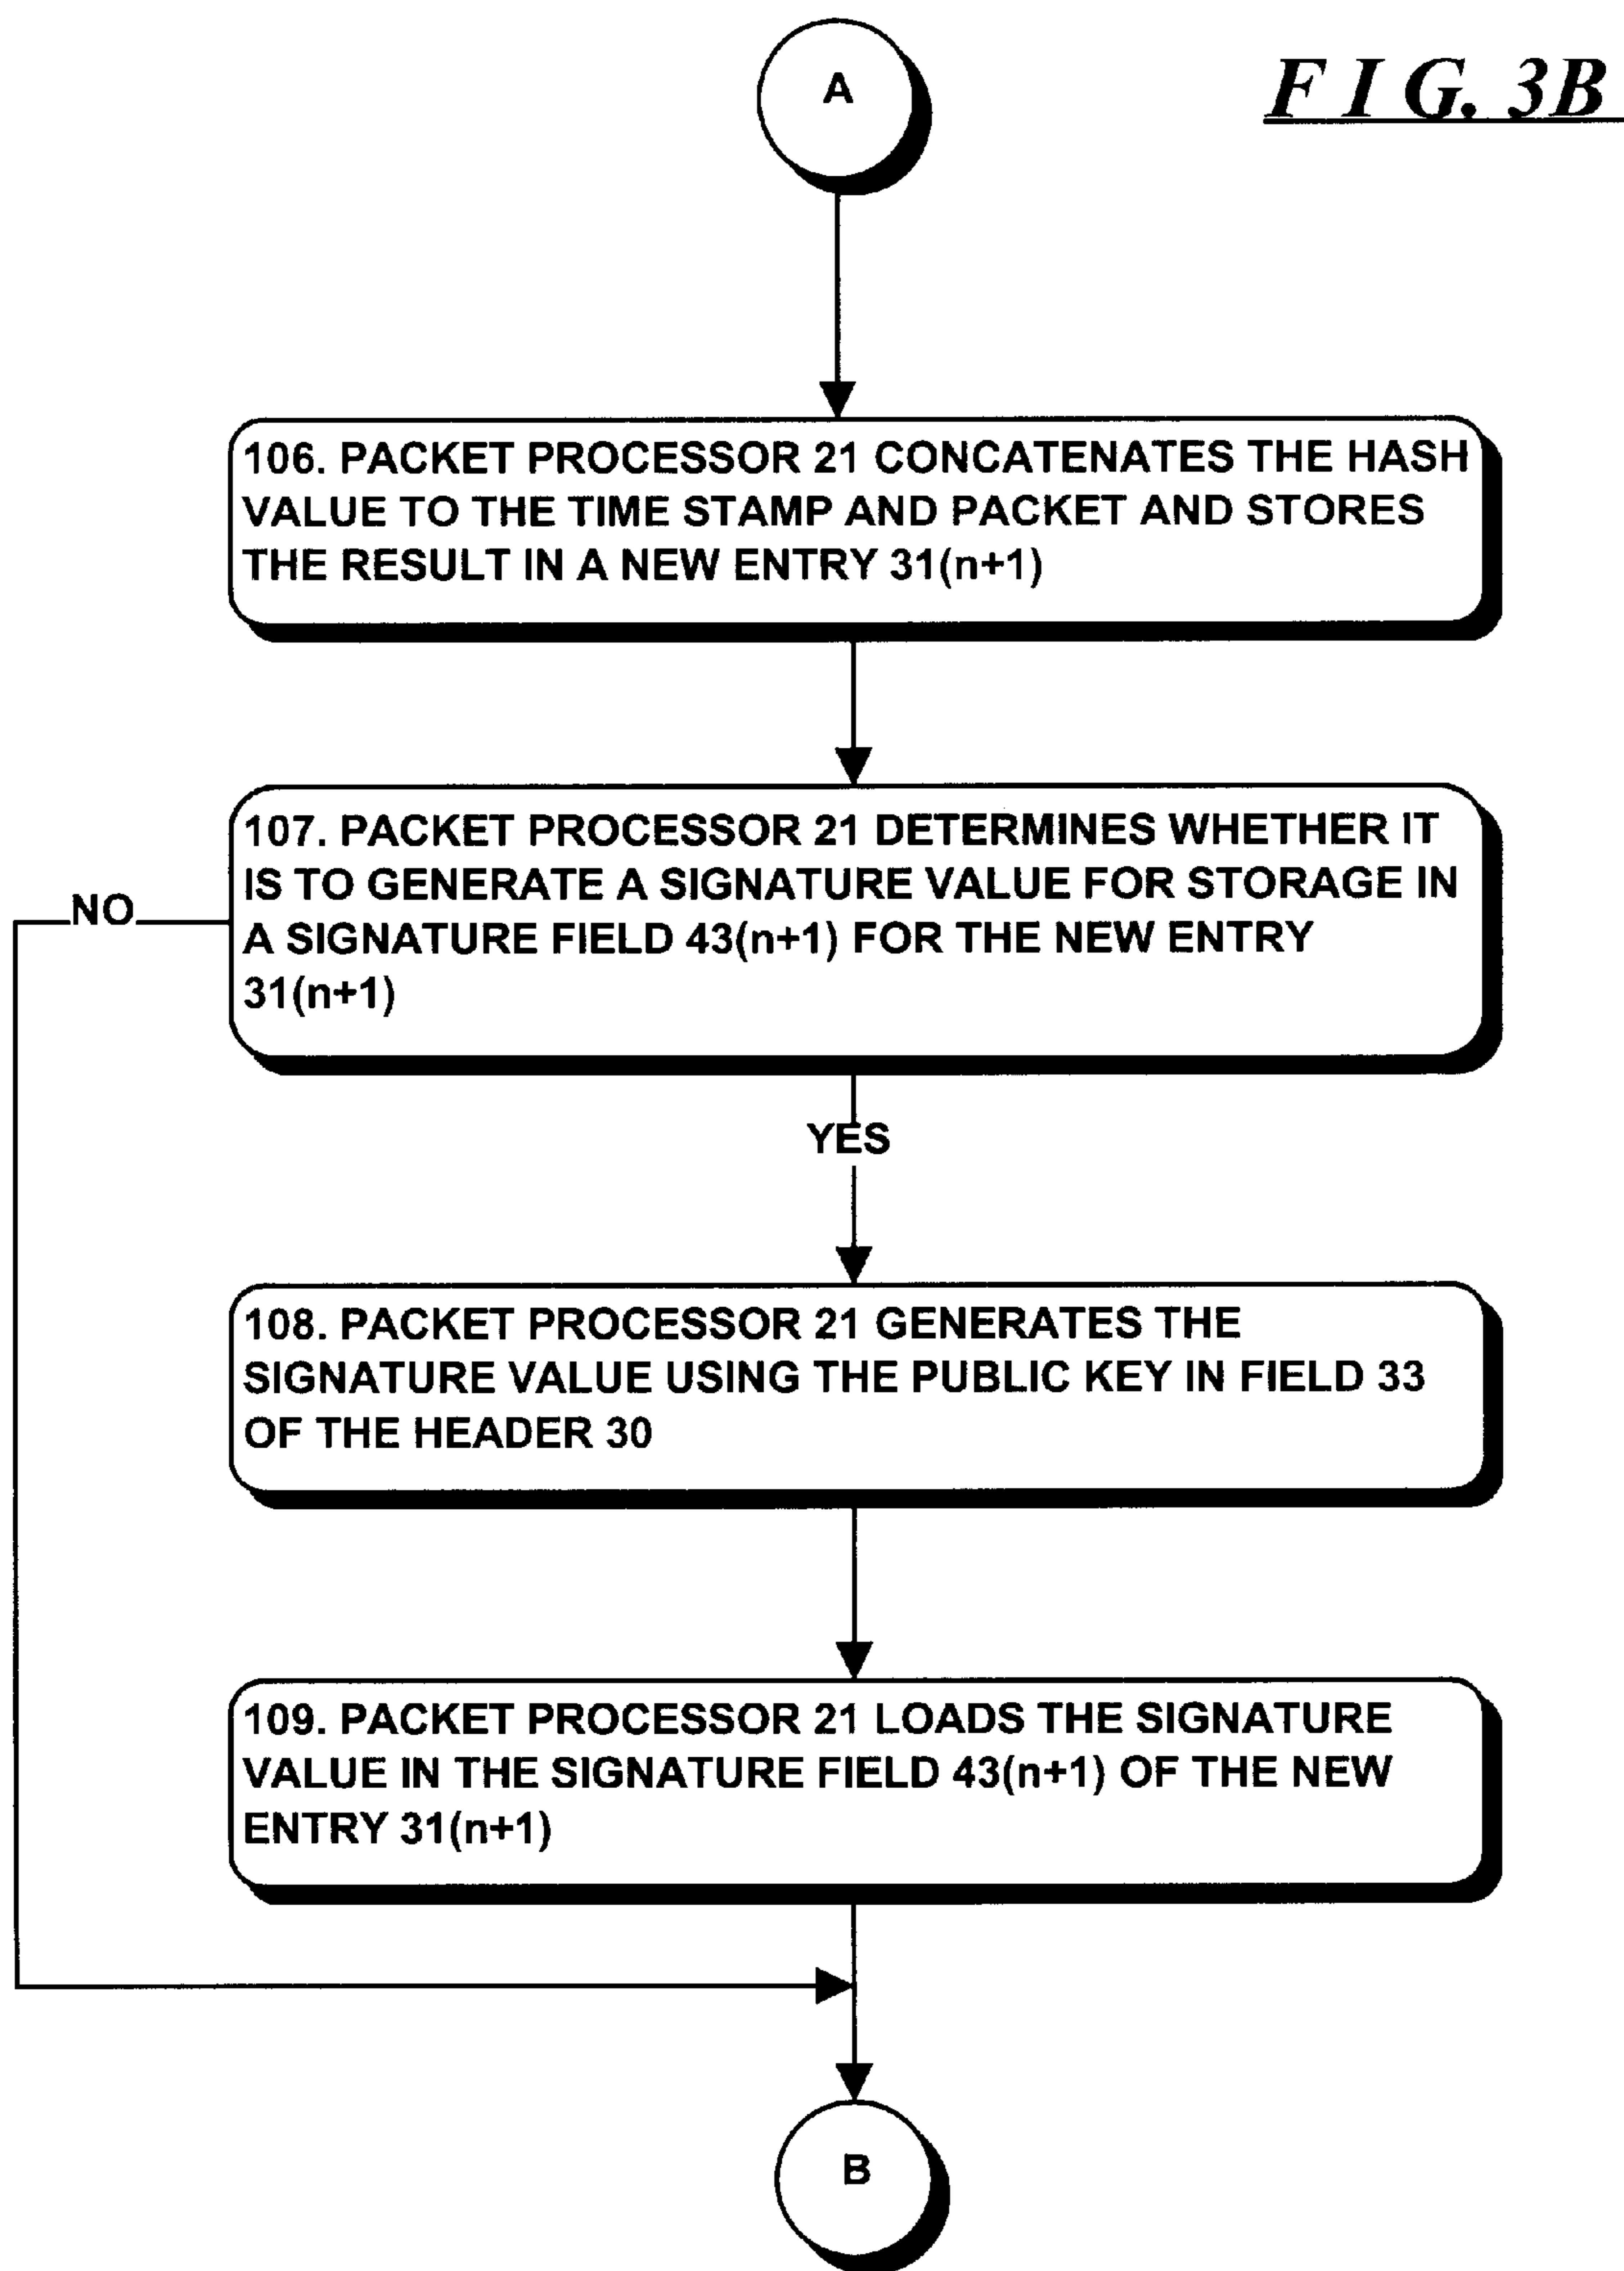 A
F I G. 3B
106. PACKET PROCESSOR 21 CONCATENATES THE HASH
VALUE TO THE TIME STAMP AND PACKET AND STORES
THE RESULT IN A NEW ENTRY 31(n+1)
107. PACKET PROCESSOR 21 DETERMINES WHETHER IT
IS TO GENERATE A SIGNATURE VALUE FOR STORAGE IN
A SIGNATURE FIELD 43(n+1) FOR THE NEW ENTRY
31(n+1)
NO
YES
108. PACKET PROCESSOR 21 GENERATES THE
SIGNATURE VALUE USING THE PUBLIC KEY IN FIELD 33
OF THE HEADER 30
109. PACKET PROCESSOR 21 LOADS THE SIGNATURE
VALUE IN THE SIGNATURE FIELD 43(n+1) OF THE NEW
ENTRY 31(n+1)
B